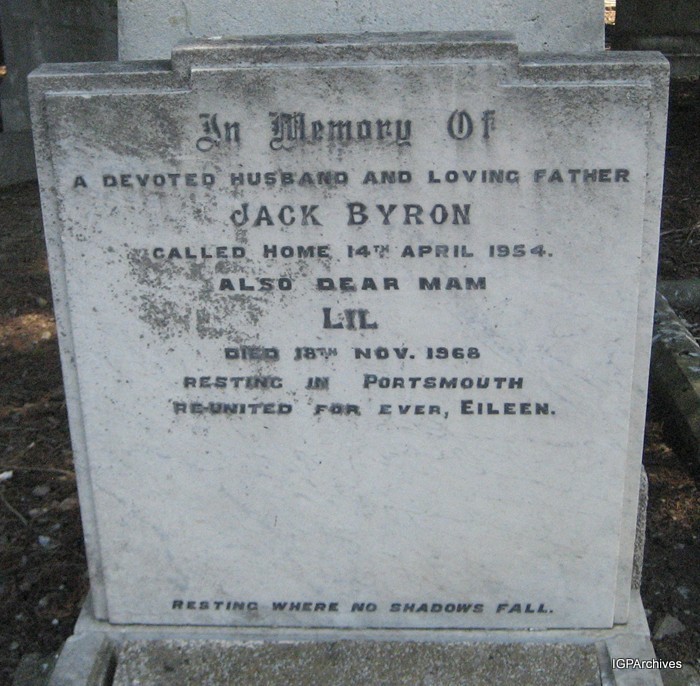 In Memory Of
A DEVOTED HUSBAND AND LOVING FATHER
JACK BYRON
CALLED HOME 14TH APRIL 1954.
ALSO DEAR MAM
LIL
DIED 18TH NOV. 1968
RESTING IN PORTSMOUTH
RE-UNITED FOR EVER, EILEEN.
RESTING WHERE NO SHADOWS FALL.
IGPArchives